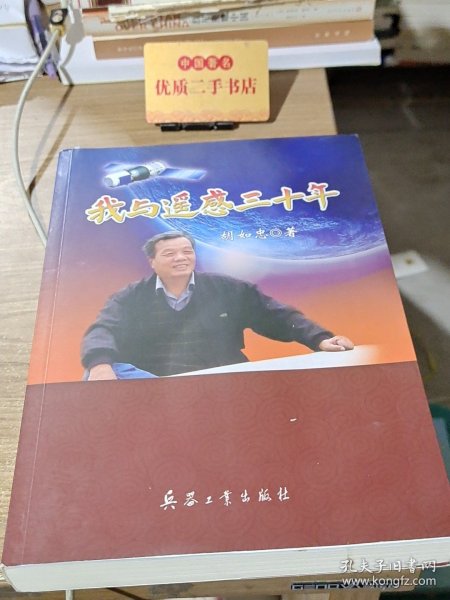 中国著名
优质二手书店
我与遥感三十年
胡如忠◎著
兵器工业出版社
孔夫子旧书网
www.kongfz.com